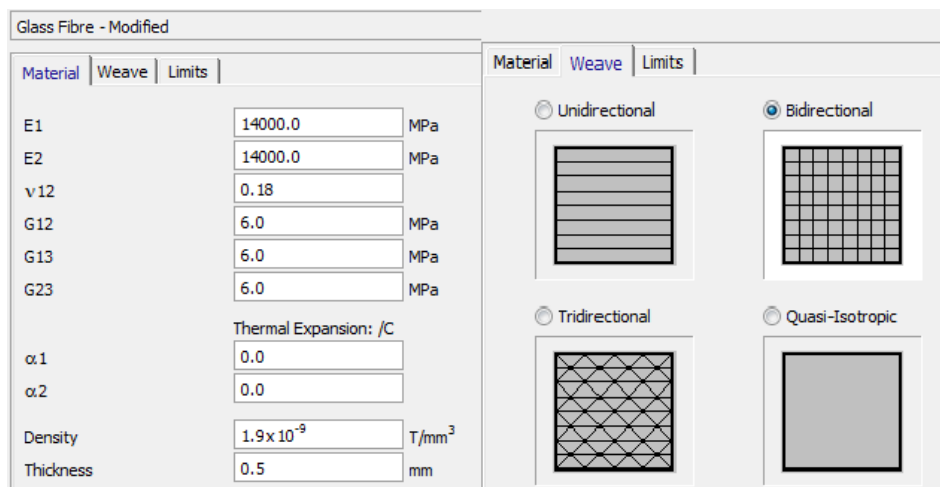 Glass Fibre - Modified
Material Weave Limits
E1 14000.0 MPa
E2 14000.0 MPa
ν12 0.18
G12 6.0 MPa
G13 6.0 MPa
G23 6.0 MPa
Thermal Expansion: /C
α1 0.0
α2 0.0
Density 1.9x10⁻⁹ T/mm³
Thickness 0.5 mm
Material Weave Limits
Unidirectional Bidirectional
Tridirectional Quasi-Isotropic